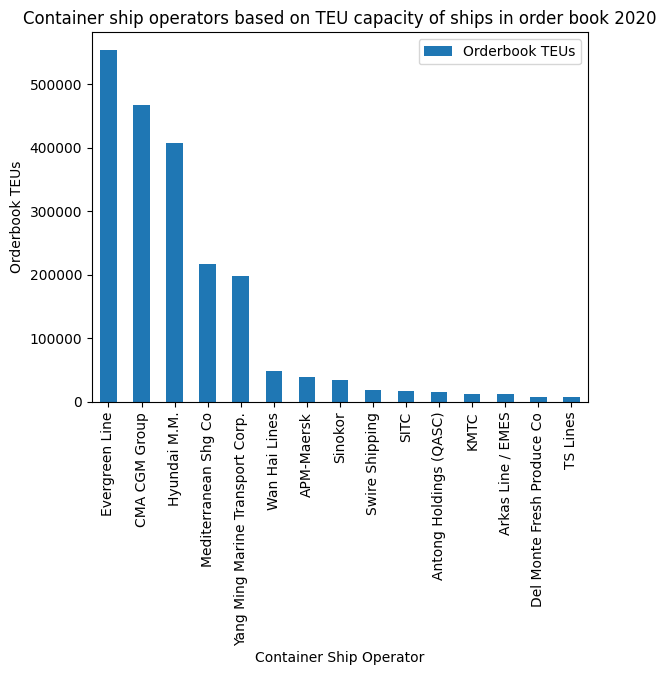 Container ship operators based on TEU capacity of ships in order book 2020
Orderbook TEUs
Orderbook TEUs
500000
400000
300000
200000
100000
0
Evergreen Line
CMA CGM Group
Hyundai M.M.
Mediterranean Shg Co
Yang Ming Marine Transport Corp.
Wan Hai Lines
APM-Maersk
Sinokor
Swire Shipping
SITC
Antong Holdings (QASC)
KMTC
Arkas Line / EMES
Del Monte Fresh Produce Co
TS Lines
Container Ship Operator